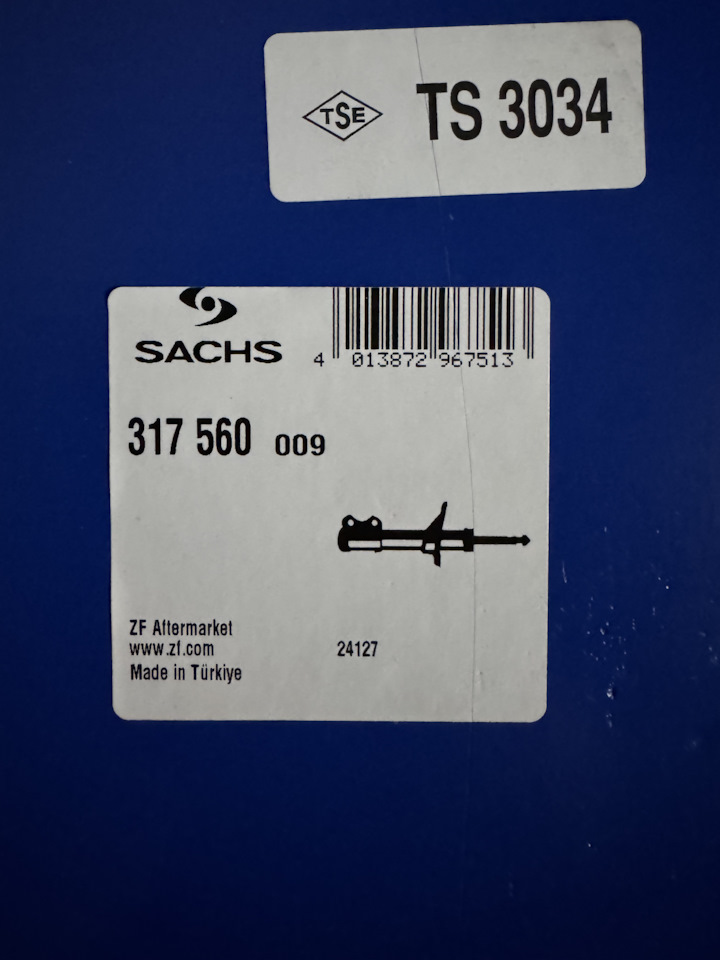 TSE
TS 3034
SACHS
4 013872 967513
317 560 009
ZF Aftermarket
www.zf.com
24127
Made in Türkiye